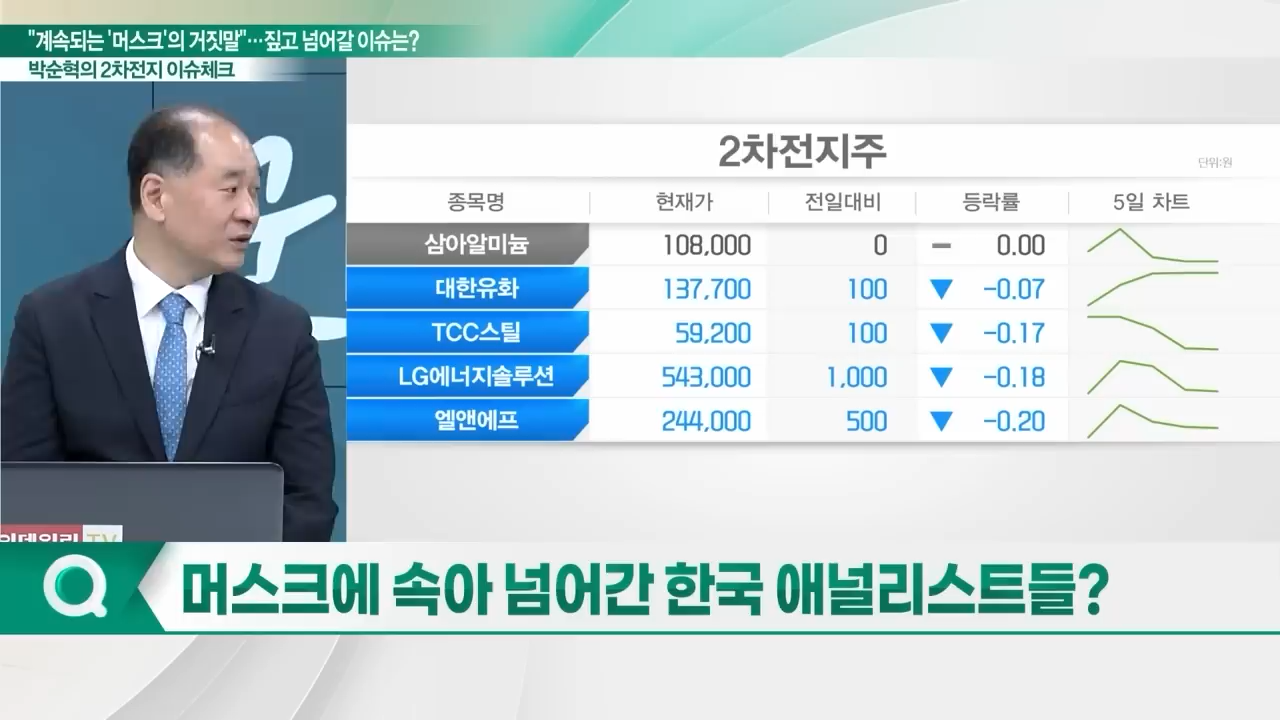 "계속되는 '머스크'의 거짓말"…짚고 넘어갈 이슈는?
박순혁의 2차전지 이슈체크
2차전지주
단위:원
종목명 현재가 전일대비 등락률 5일 차트
삼아알미늄 108,000 0 – 0.00
대한유화 137,700 100 ▼ -0.07
TCC스틸 59,200 100 ▼ -0.17
LG에너지솔루션 543,000 1,000 ▼ -0.18
엘앤에프 244,000 500 ▼ -0.20
이데일리 TV
머스크에 속아 넘어간 한국 애널리스트들?